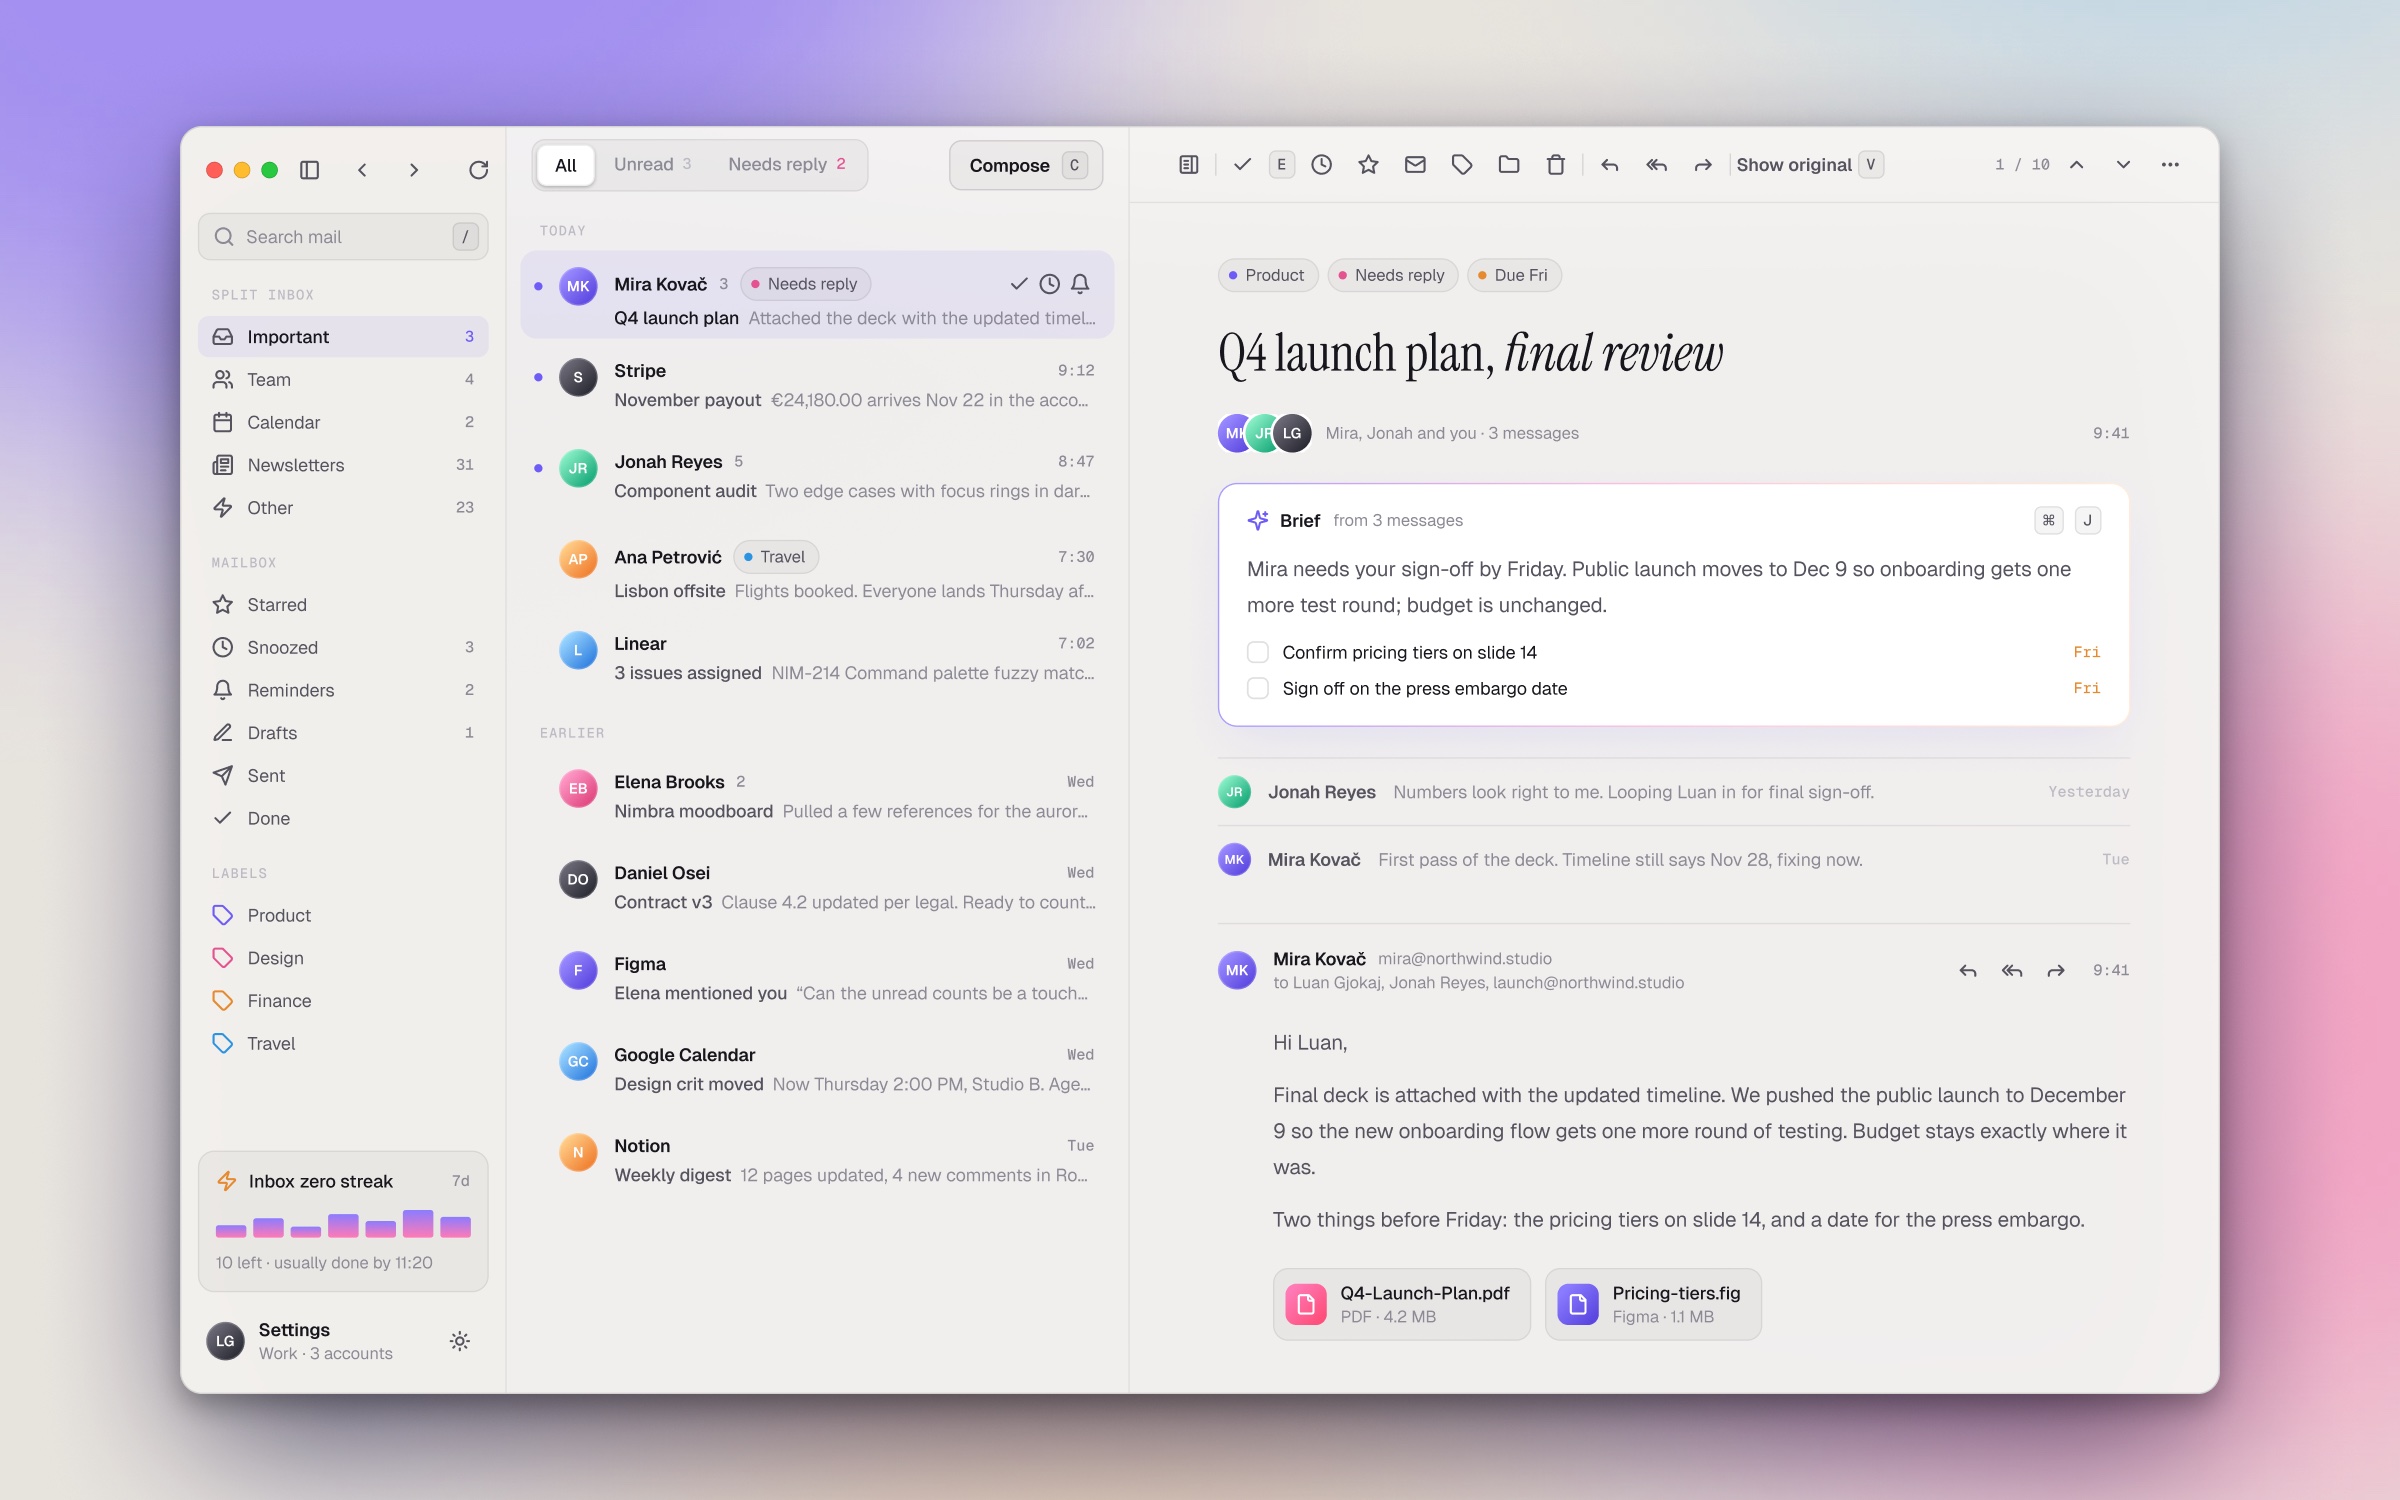 Search mail /
SPLIT INBOX
Important 3
Team 4
Calendar 2
Newsletters 31
Other 23
MAILBOX
Starred
Snoozed 3
Reminders 2
Drafts 1
Sent
Done
LABELS
Product
Design
Finance
Travel
Inbox zero streak 7d
10 left · usually done by 11:20
LG
Settings
Work · 3 accounts
All Unread 3 Needs reply 2 Compose C
TODAY
MK Mira Kovač 3 Needs reply
Q4 launch plan Attached the deck with the updated timel…
S Stripe 9:12
November payout €24,180.00 arrives Nov 22 in the acco…
JR Jonah Reyes 5 8:47
Component audit Two edge cases with focus rings in dar…
AP Ana Petrović Travel 7:30
Lisbon offsite Flights booked. Everyone lands Thursday af…
L Linear 7:02
3 issues assigned NIM-214 Command palette fuzzy matc…
EARLIER
EB Elena Brooks 2 Wed
Nimbra moodboard Pulled a few references for the auror…
DO Daniel Osei Wed
Contract v3 Clause 4.2 updated per legal. Ready to count…
F Figma Wed
Elena mentioned you “Can the unread counts be a touch…
GC Google Calendar Wed
Design crit moved Now Thursday 2:00 PM, Studio B. Age…
N Notion Tue
Weekly digest 12 pages updated, 4 new comments in Ro…
E Show original V 1 / 10
Product Needs reply Due Fri
Q4 launch plan, final review
MK JR LG Mira, Jonah and you · 3 messages 9:41
Brief from 3 messages ⌘ J
Mira needs your sign-off by Friday. Public launch moves to Dec 9 so onboarding gets one
more test round; budget is unchanged.
Confirm pricing tiers on slide 14 Fri
Sign off on the press embargo date Fri
JR Jonah Reyes Numbers look right to me. Looping Luan in for final sign-off. Yesterday
MK Mira Kovač First pass of the deck. Timeline still says Nov 28, fixing now. Tue
MK Mira Kovač mira@northwind.studio 9:41
to Luan Gjokaj, Jonah Reyes, launch@northwind.studio
Hi Luan,
Final deck is attached with the updated timeline. We pushed the public launch to December
9 so the new onboarding flow gets one more round of testing. Budget stays exactly where it
was.
Two things before Friday: the pricing tiers on slide 14, and a date for the press embargo.
Q4-Launch-Plan.pdf
PDF · 4.2 MB
Pricing-tiers.fig
Figma · 1.1 MB